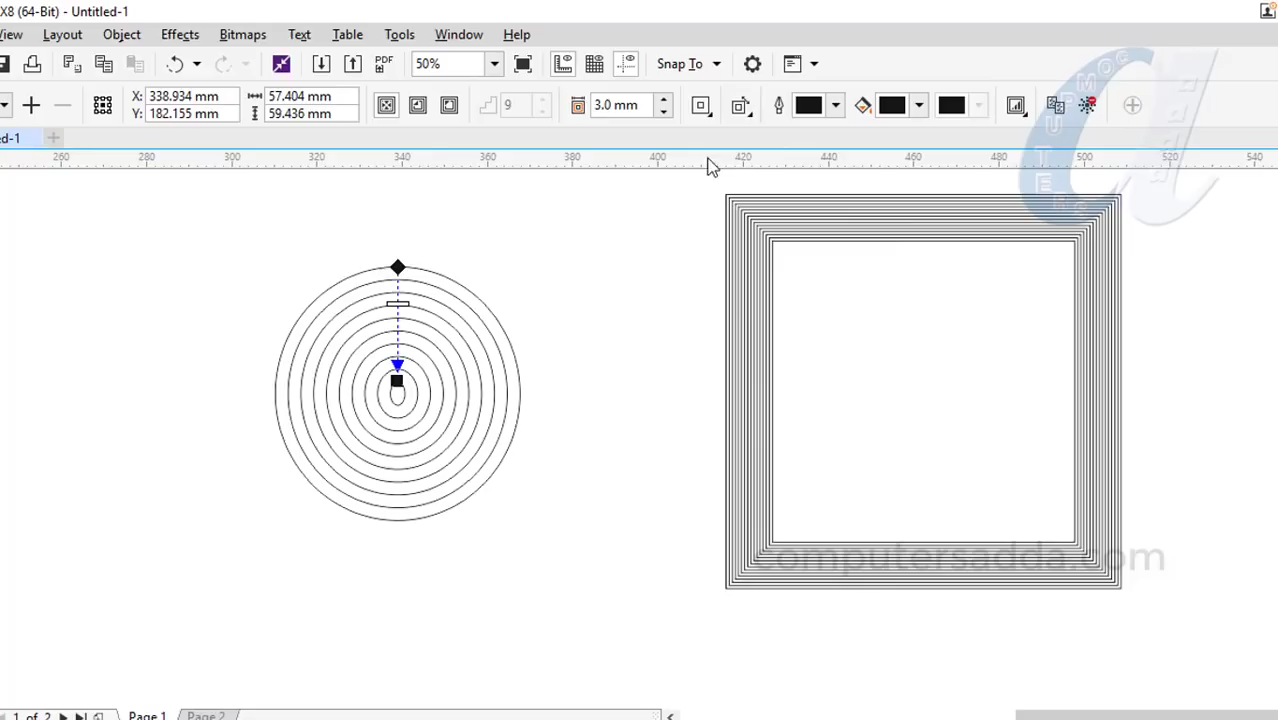 X8 (64-Bit) - Untitled-1
View Layout Object Effects Bitmaps Text Table Tools Window Help
PDF 50% Snap To
X: 338.934 mm 57.404 mm 9 3.0 mm
Y: 182.155 mm 59.436 mm
ed-1
260 280 300 320 340 360 380 400 420 440 460 480 500 520 540
computersadda.com
1 of 2 Page 1 Page 2